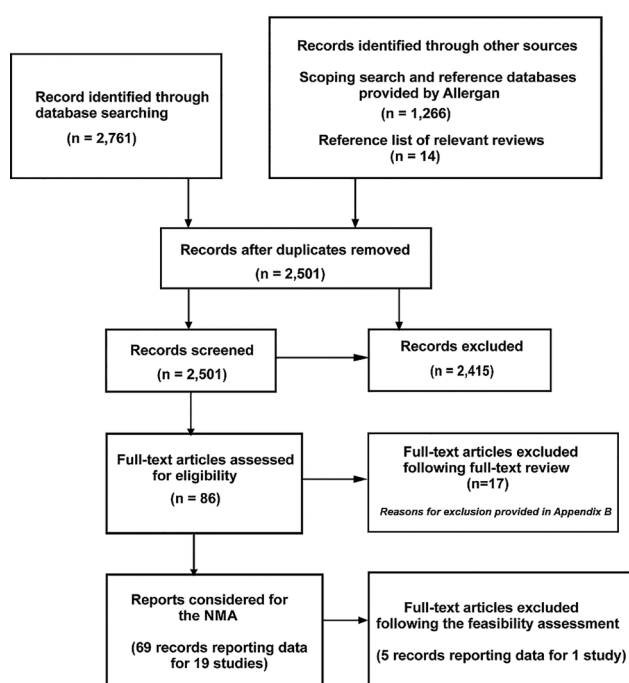 Record identified through
database searching
(n = 2,761)
Records identified through other sources
Scoping search and reference databases
provided by Allergan
(n = 1,266)
Reference list of relevant reviews
(n = 14)
Records after duplicates removed
(n = 2,501)
Records screened
(n = 2,501)
Records excluded
(n = 2,415)
Full-text articles assessed
for eligibility
(n = 86)
Full-text articles excluded
following full-text review
(n=17)
Reasons for exclusion provided in Appendix B
Reports considered for
the NMA
(69 records reporting data
for 19 studies)
Full-text articles excluded
following the feasibility assessment
(5 records reporting data for 1 study)